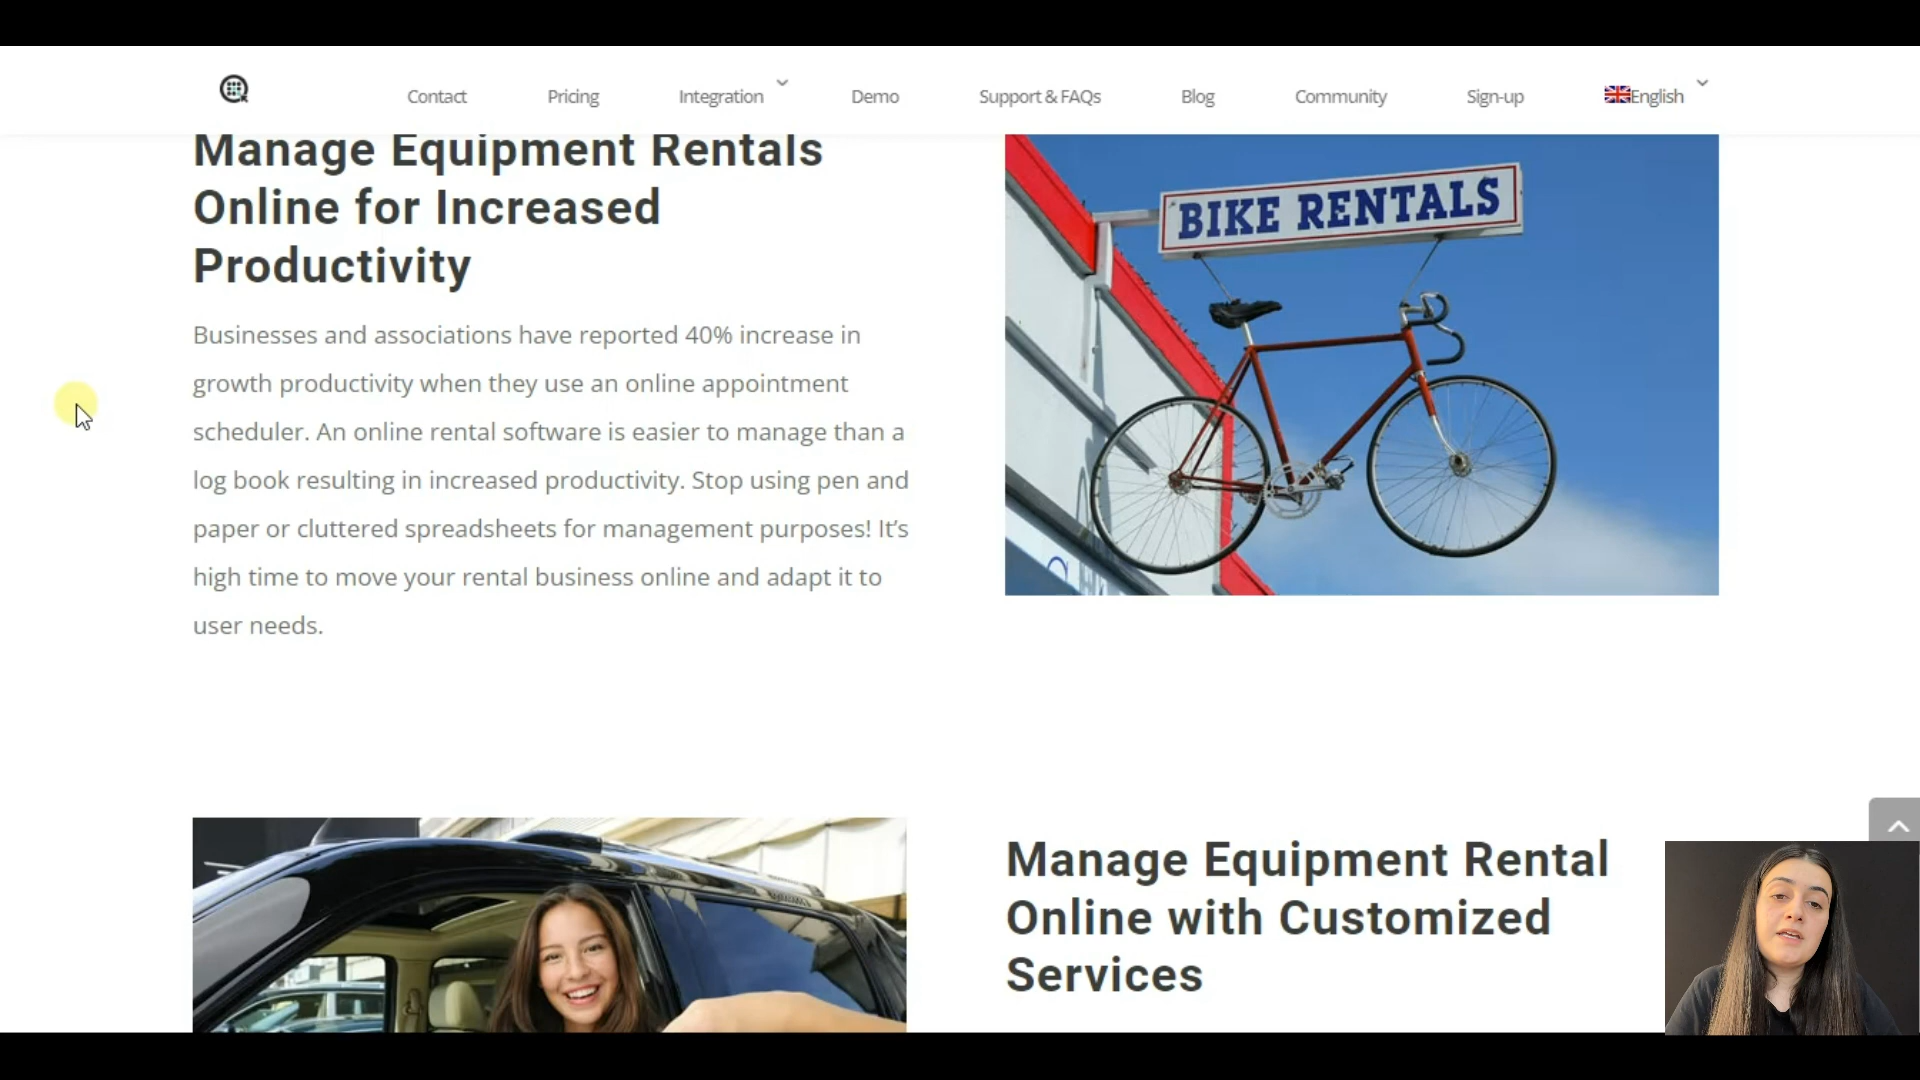 Contact Pricing Integration Demo Support & FAQs Blog Community Sign-up English
Manage Equipment Rentals
Online for Increased
Productivity
Businesses and associations have reported 40% increase in
growth productivity when they use an online appointment
scheduler. An online rental software is easier to manage than a
log book resulting in increased productivity. Stop using pen and
paper or cluttered spreadsheets for management purposes! It’s
high time to move your rental business online and adapt it to
user needs.
BIKE RENTALS
Manage Equipment Rental
Online with Customized
Services